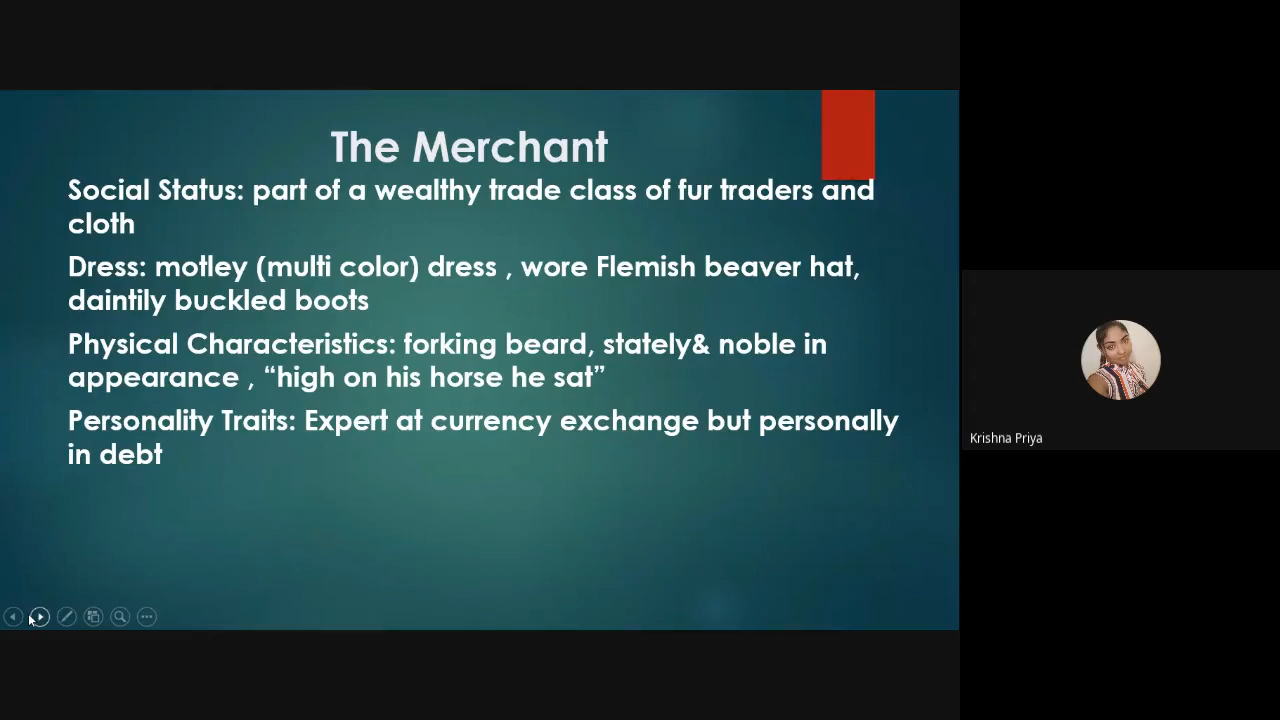 The Merchant
Social Status: part of a wealthy trade class of fur traders and
cloth
Dress: motley (multi color) dress , wore Flemish beaver hat,
daintily buckled boots
Physical Characteristics: forking beard, stately& noble in
appearance , “high on his horse he sat”
Personality Traits: Expert at currency exchange but personally
in debt
Krishna Priya